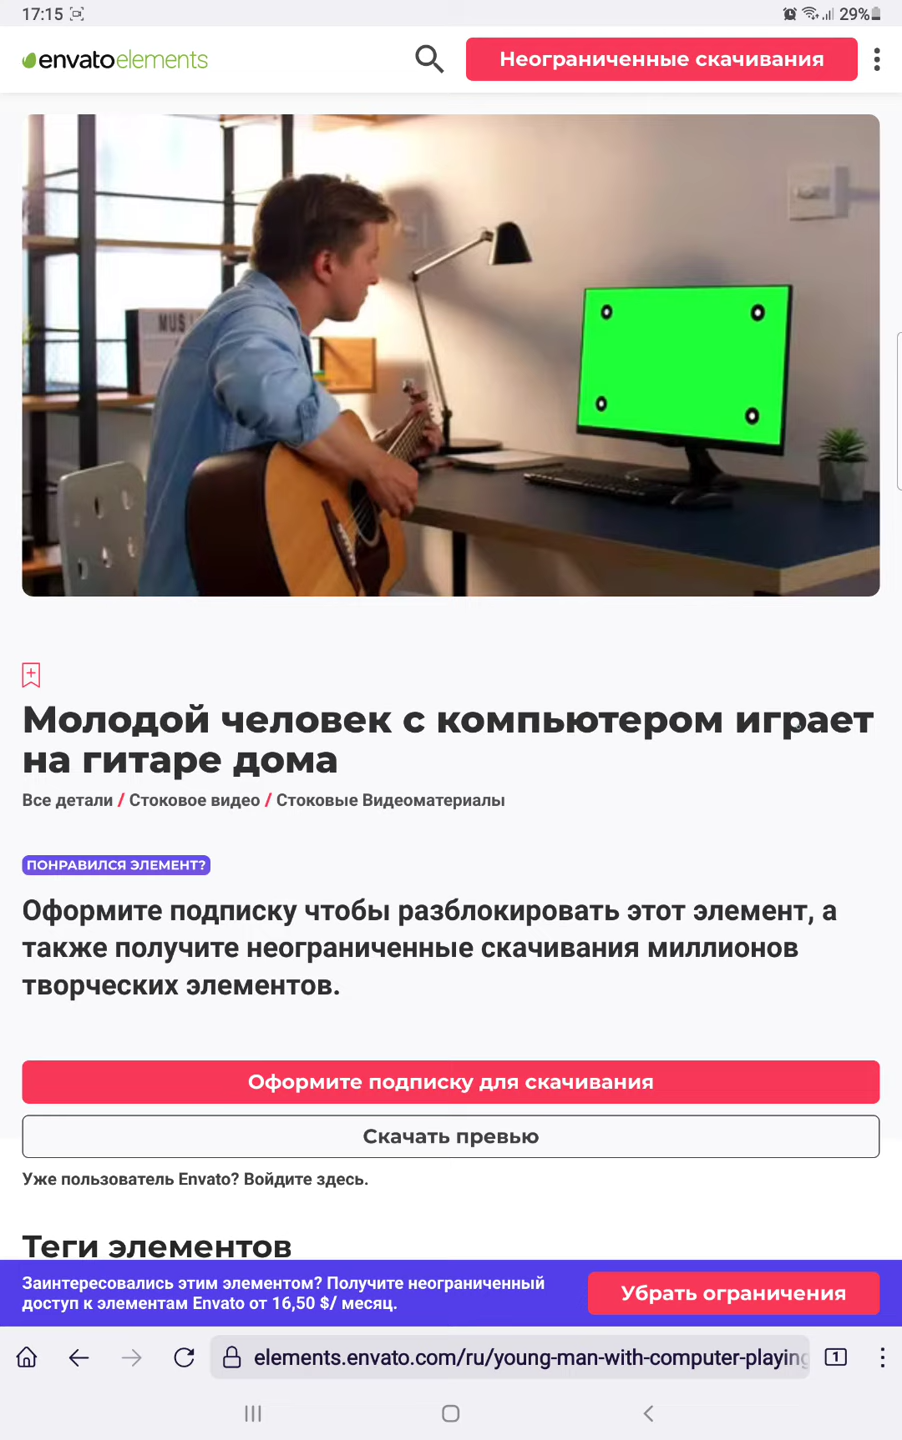 17:15
29%
envatoelements
Неограниченные скачивания
MUS
Молодой человек с компьютером играет
на гитаре дома
Все детали / Стоковое видео / Стоковые Видеоматериалы
ПОНРАВИЛСЯ ЭЛЕМЕНТ?
Оформите подписку чтобы разблокировать этот элемент, а
также получите неограниченные скачивания миллионов
творческих элементов.
Оформите подписку для скачивания
Скачать превью
Уже пользователь Envato? Войдите здесь.
Теги элементов
Заинтересовались этим элементом? Получите неограниченный
доступ к элементам Envato от 16,50 $/ месяц.
Убрать ограничения
elements.envato.com/ru/young-man-with-computer-playing
1